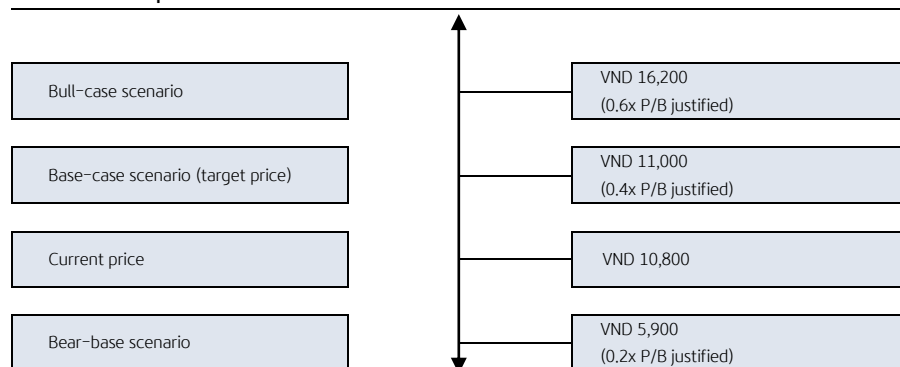 Bull-case scenario
VND 16,200
(0.6x P/B justified)
Base-case scenario (target price)
VND 11,000
(0.4x P/B justified)
Current price
VND 10,800
Bear-base scenario
VND 5,900
(0.2x P/B justified)